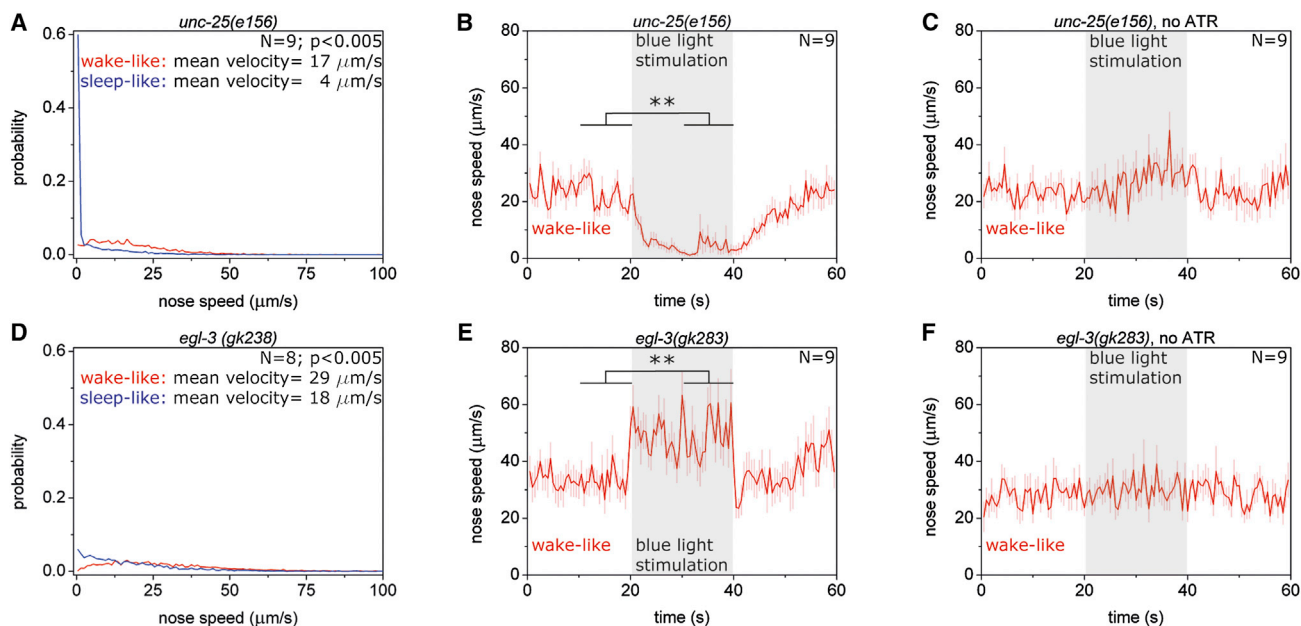 A
unc-25(e156)
N=9; p<0.005
wake-like: mean velocity= 17 µm/s
sleep-like: mean velocity= 4 µm/s
probability
0.6
0.4
0.2
0.0
0 25 50 75 100
nose speed (µm/s)
B
unc-25(e156)
blue light
stimulation
N=9
**
wake-like
nose speed (µm/s)
80
60
40
20
0
0 20 40 60
time (s)
C
unc-25(e156), no ATR
blue light
stimulation
N=9
wake-like
nose speed (µm/s)
80
60
40
20
0
0 20 40 60
time (s)
D
egl-3 (gk238)
N=8; p<0.005
wake-like: mean velocity= 29 µm/s
sleep-like: mean velocity= 18 µm/s
probability
0.6
0.4
0.2
0.0
0 25 50 75 100
nose speed (µm/s)
E
egl-3(gk283)
N=9
**
wake-like
blue light
stimulation
nose speed (µm/s)
80
60
40
20
0
0 20 40 60
time (s)
F
egl-3(gk283), no ATR
blue light
stimulation
N=9
wake-like
nose speed (µm/s)
80
60
40
20
0
0 20 40 60
time (s)